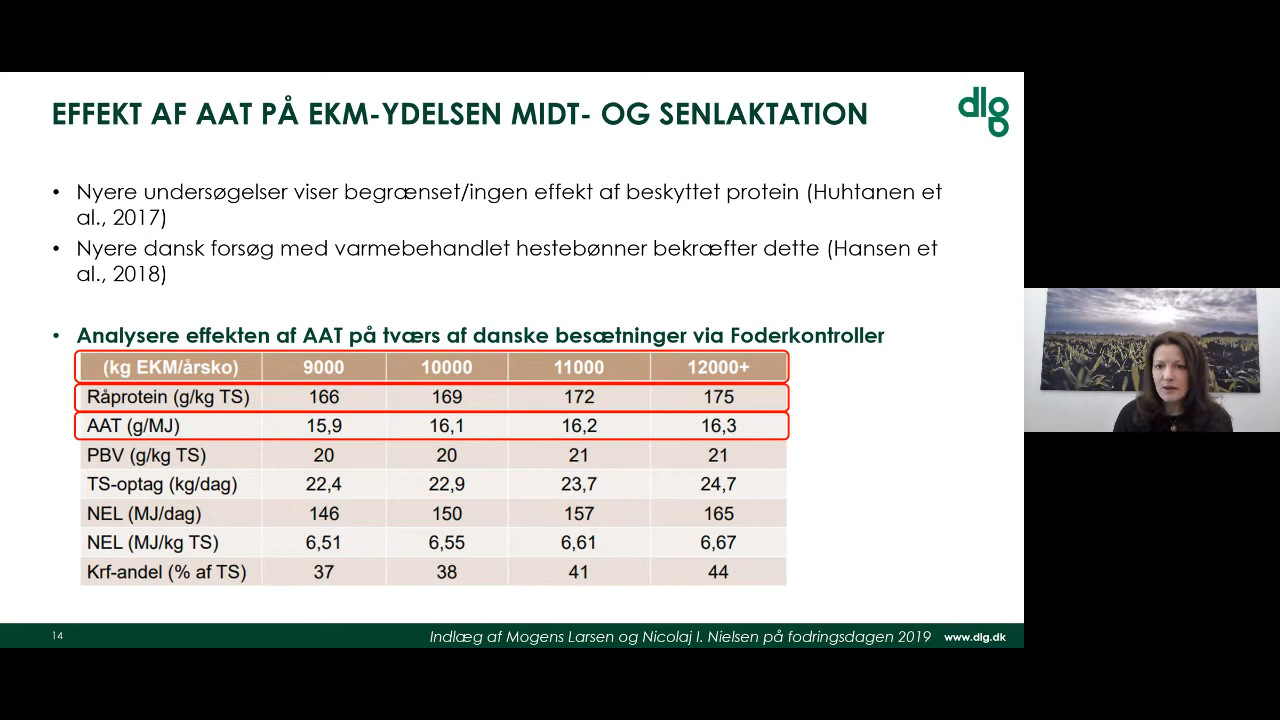 EFFEKT AF AAT PÅ EKM-YDELSEN MIDT- OG SENLAKTATION
dlg
• Nyere undersøgelser viser begrænset/ingen effekt af beskyttet protein (Huhtanen et
al., 2017)
• Nyere dansk forsøg med varmebehandlet hestebønner bekræfter dette (Hansen et
al., 2018)
• Analysere effekten af AAT på tværs af danske besætninger via Foderkontroller
(kg EKM/årsko) 9000 10000 11000 12000+
Råprotein (g/kg TS) 166 169 172 175
AAT (g/MJ) 15,9 16,1 16,2 16,3
PBV (g/kg TS) 20 20 21 21
TS-optag (kg/dag) 22,4 22,9 23,7 24,7
NEL (MJ/dag) 146 150 157 165
NEL (MJ/kg TS) 6,51 6,55 6,61 6,67
Krf-andel (% af TS) 37 38 41 44
14 Indlæg af Mogens Larsen og Nicolaj I. Nielsen på fodringsdagen 2019 www.dlg.dk